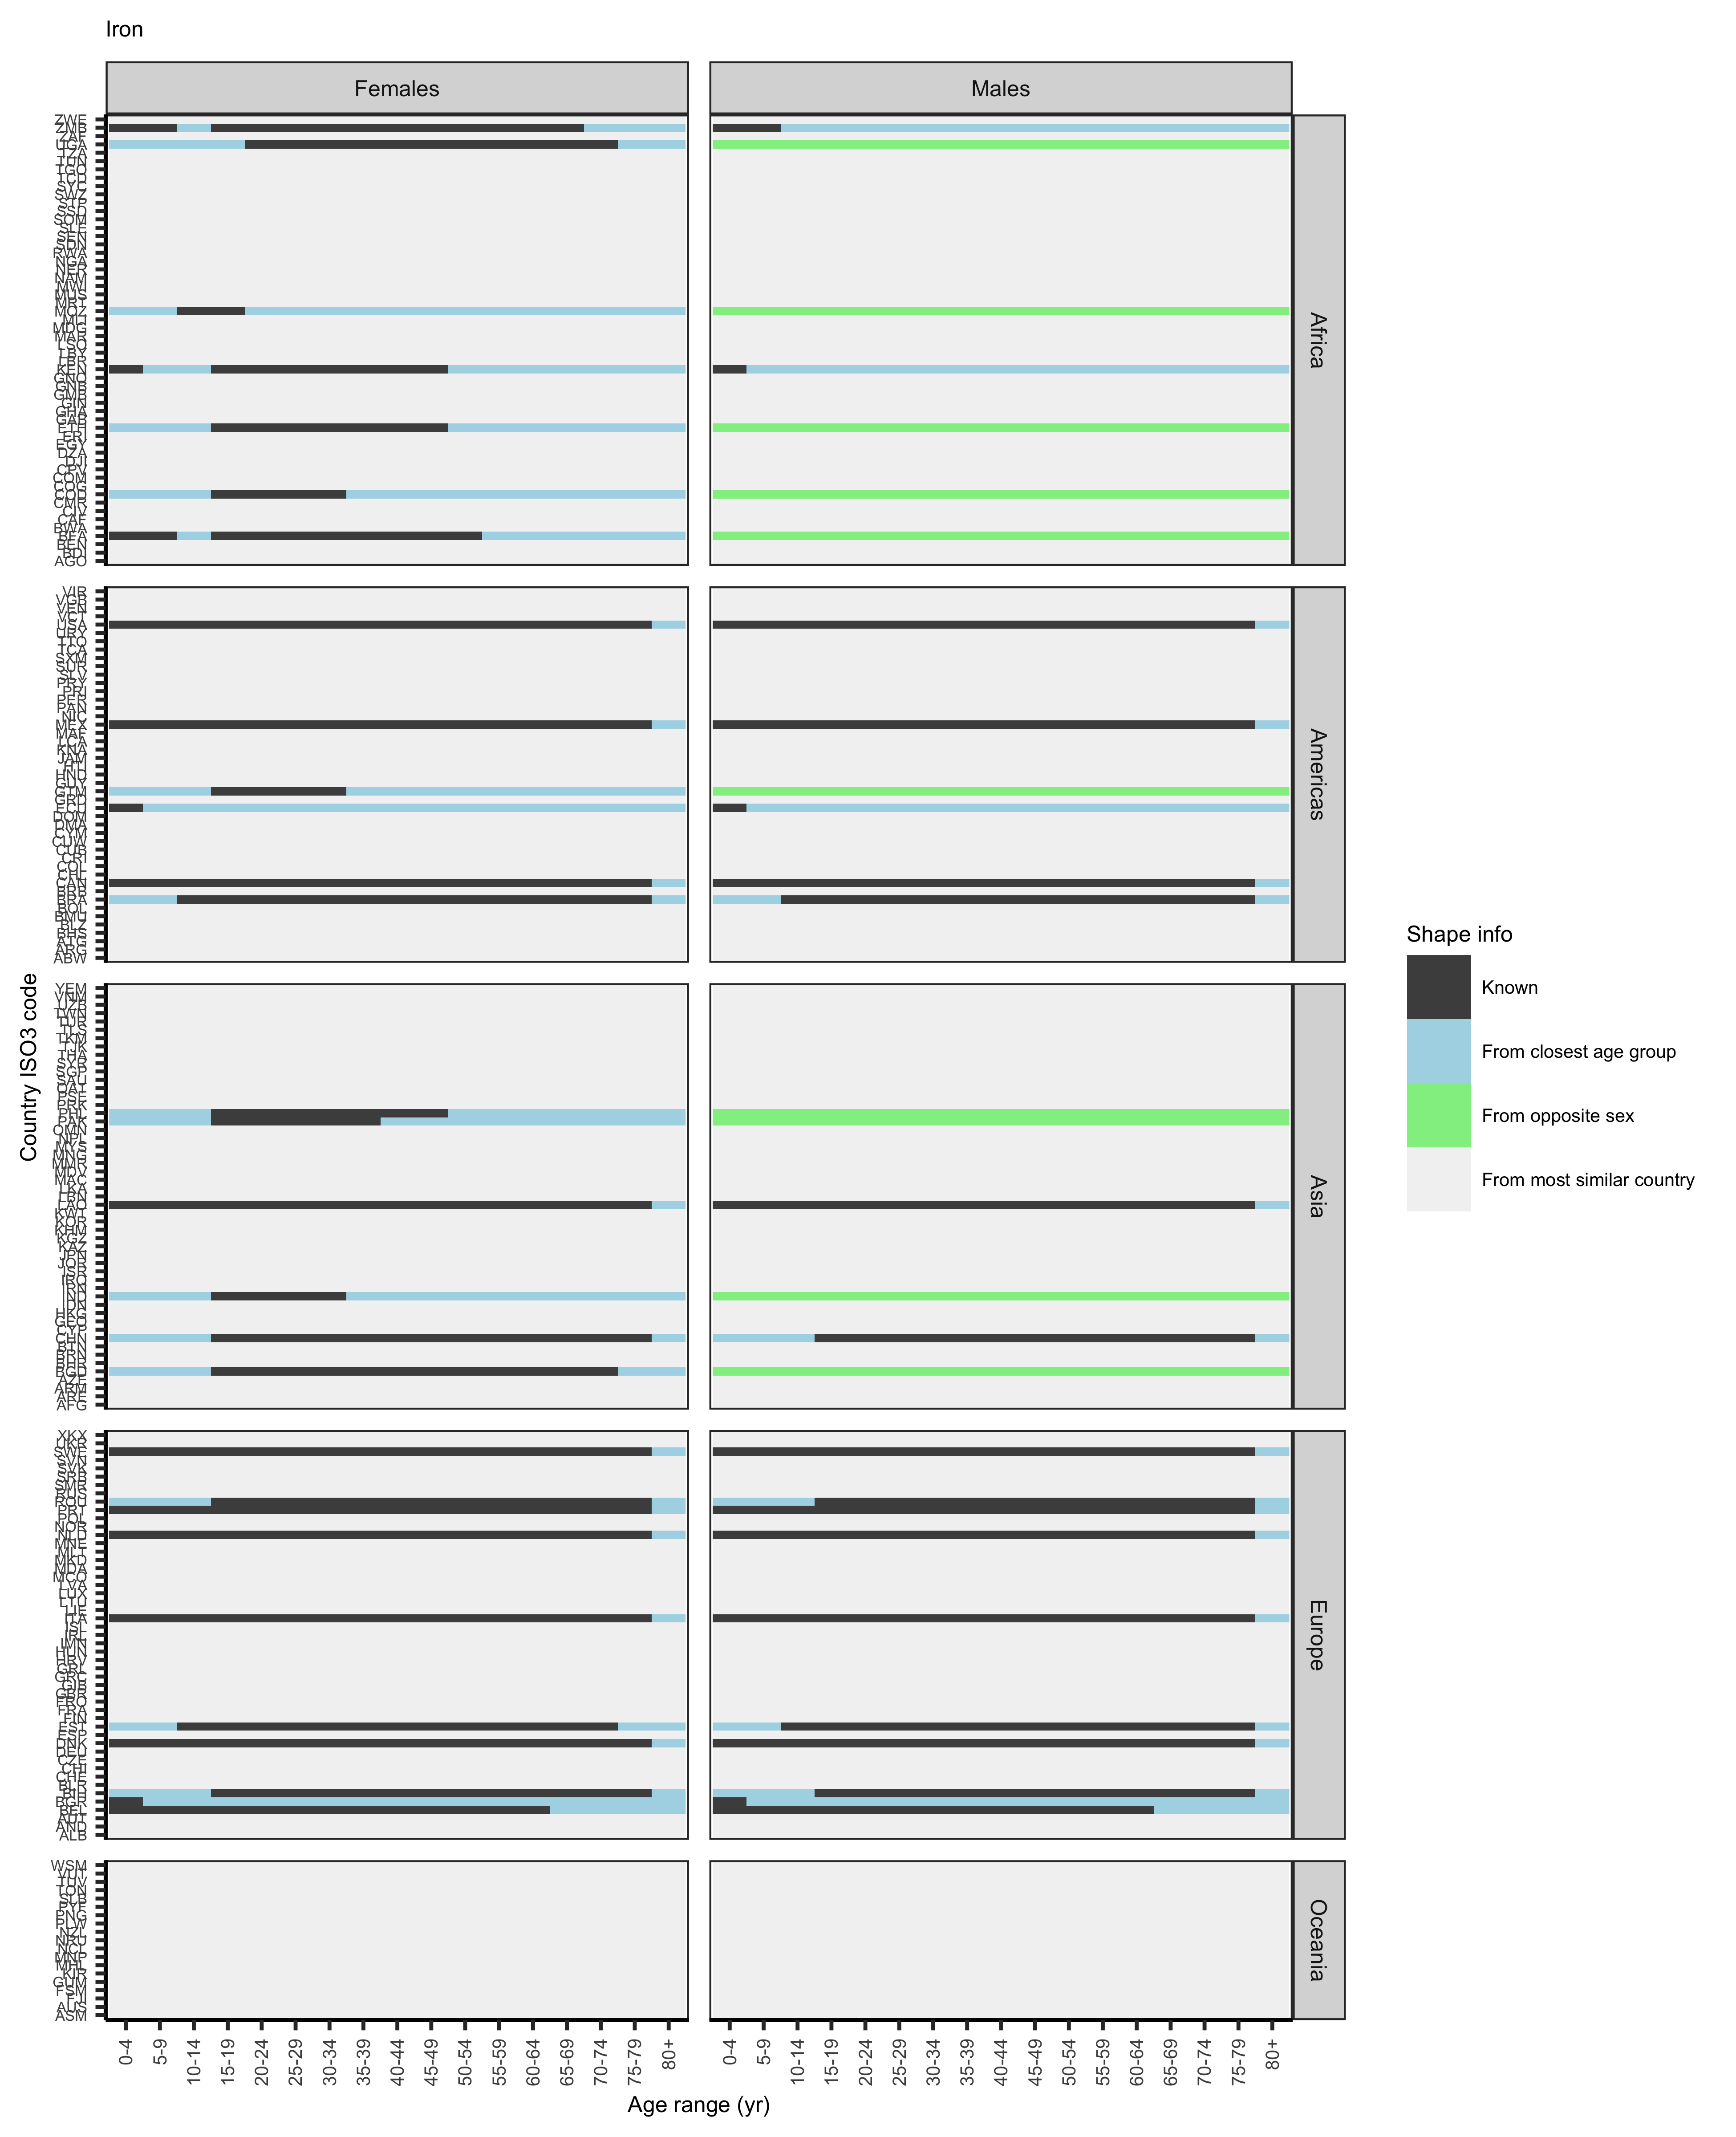 Iron
Females
Males
ZWE
ZMB
ZAF
UGA
TZA
TUN
TGO
TCD
SYC
SWZ
STP
SSD
SOM
SLE
SEN
SDN
RWA
NGA
NER
NAM
MWI
MUS
MRT
MOZ
MLI
MDG
MAR
LSO
LBY
LBR
KEN
GNQ
GNB
GMB
GIN
GHA
GAB
ETH
ERI
EGY
DZA
DJI
CPV
COM
COG
COD
CMR
CIV
CAF
BWA
BFA
BEN
BDI
AGO
Africa
VIR
VGB
VEN
VCT
USA
URY
TTO
TCA
SXM
SUR
SLV
PRY
PRI
PER
PAN
NIC
MEX
MAF
LCA
KNA
JAM
HTI
HND
GUY
GTM
GRD
ECU
DOM
DMA
CYM
CUW
CUB
CRI
COL
CHL
CAN
BRB
BRA
BOL
BMU
BLZ
BHS
ATG
ARG
ABW
Americas
YEM
VNM
UZB
TWN
TUR
TLS
TKM
TJK
THA
SYR
SGP
SAU
QAT
PSE
PRK
PHL
PAK
OMN
NPL
MYS
MNG
MMR
MDV
MAC
LKA
LBN
LAO
KWT
KOR
KHM
KGZ
KAZ
JPN
JOR
ISR
IRQ
IRN
IND
IDN
HKG
GEO
CYP
CHN
BTN
BRN
BHR
BGD
AZE
ARM
ARE
AFG
Asia
XKX
UKR
SWE
SVN
SVK
SRB
SMR
RUS
ROU
PRT
POL
NOR
NLD
MNE
MLT
MKD
MDA
MCO
LVA
LUX
LTU
LIE
ITA
ISL
IRL
IMN
HUN
HRV
GRL
GRC
GIB
GBR
FRO
FRA
FIN
EST
ESP
DNK
DEU
CZE
CHI
CHE
BLR
BIH
BGR
BEL
AUT
AND
ALB
Europe
WSM
VUT
TUV
TON
SLB
PYF
PNG
PLW
NZL
NRU
NCL
MNP
MHL
KIR
GUM
FSM
FJI
AUS
ASM
Oceania
Country ISO3 code
0-4 5-9 10-14 15-19 20-24 25-29 30-34 35-39 40-44 45-49 50-54 55-59 60-64 65-69 70-74 75-79 80+
0-4 5-9 10-14 15-19 20-24 25-29 30-34 35-39 40-44 45-49 50-54 55-59 60-64 65-69 70-74 75-79 80+
Age range (yr)
Shape info
Known
From closest age group
From opposite sex
From most similar country